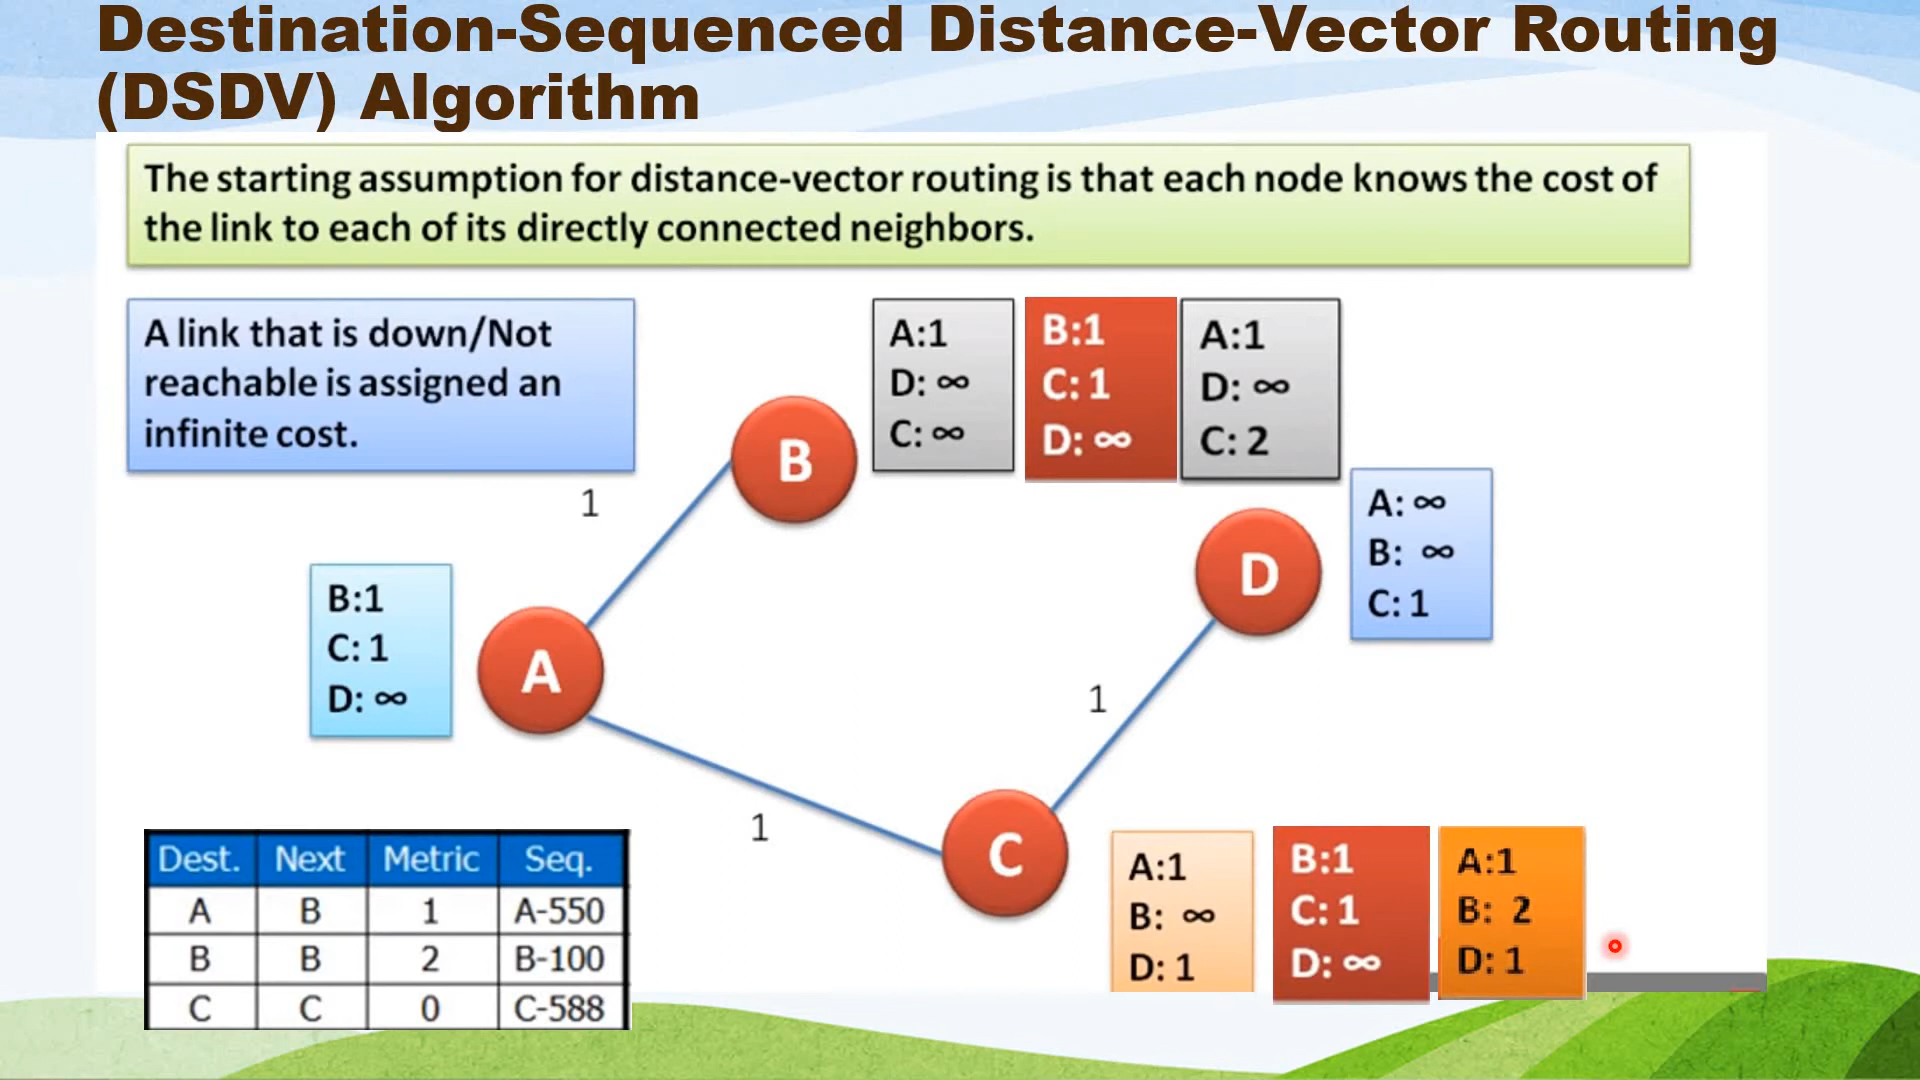 Destination-Sequenced Distance-Vector Routing
(DSDV) Algorithm
The starting assumption for distance-vector routing is that each node knows the cost of
the link to each of its directly connected neighbors.
A link that is down/Not
reachable is assigned an
infinite cost.
A:1
D: ∞
C: ∞
B:1
C: 1
D: ∞
A:1
D: ∞
C: 2
B
1
A: ∞
B: ∞
C: 1
D
B:1
C: 1
D: ∞
A
1
1
C
A:1
B: ∞
D: 1
B:1
C: 1
D: ∞
A:1
B: 2
D: 1
Dest. Next Metric Seq.
A B 1 A-550
B B 2 B-100
C C 0 C-588